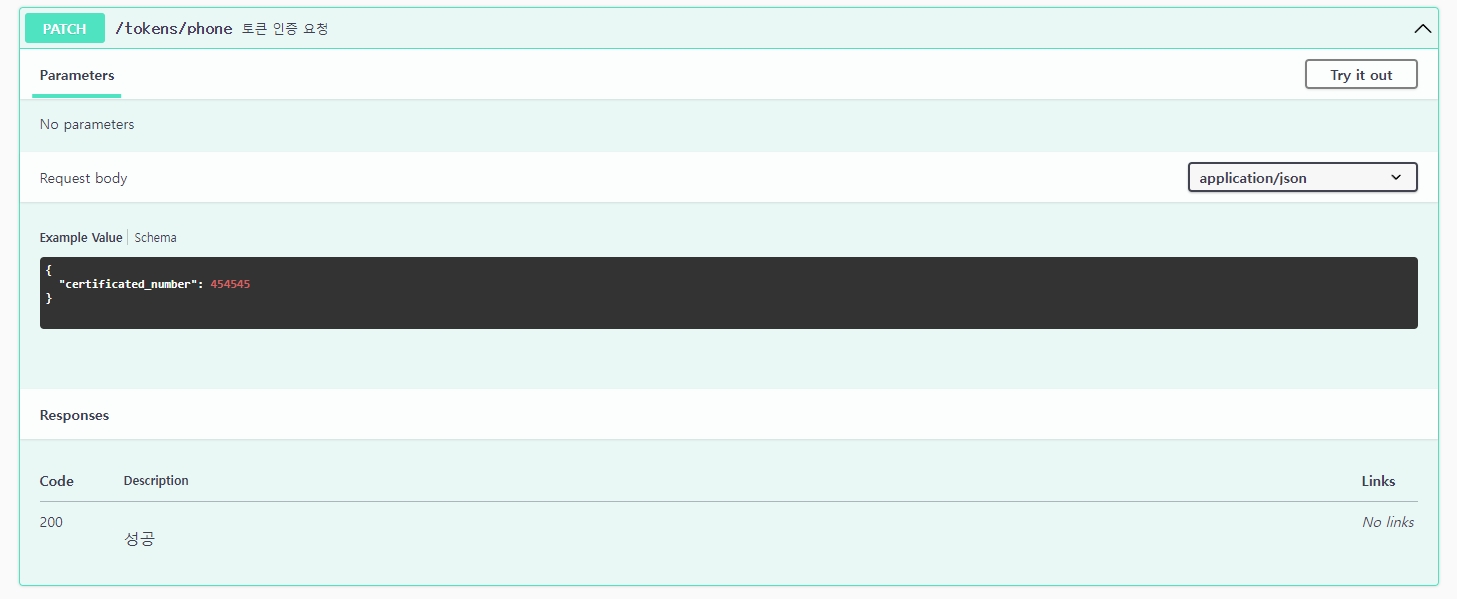 PATCH /tokens/phone 토큰 인증 요청
Parameters Try it out
No parameters
Request body application/json
Example Value Schema
{
"certificated_number": 454545
}
Responses
Code Description Links
200 성공 No links